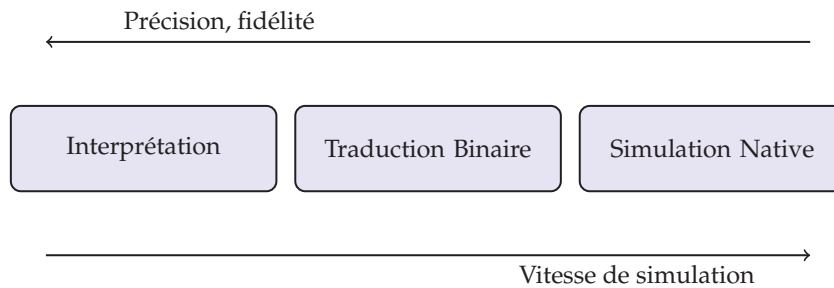 Précision, fidélité
Interprétation
Traduction Binaire
Simulation Native
Vitesse de simulation